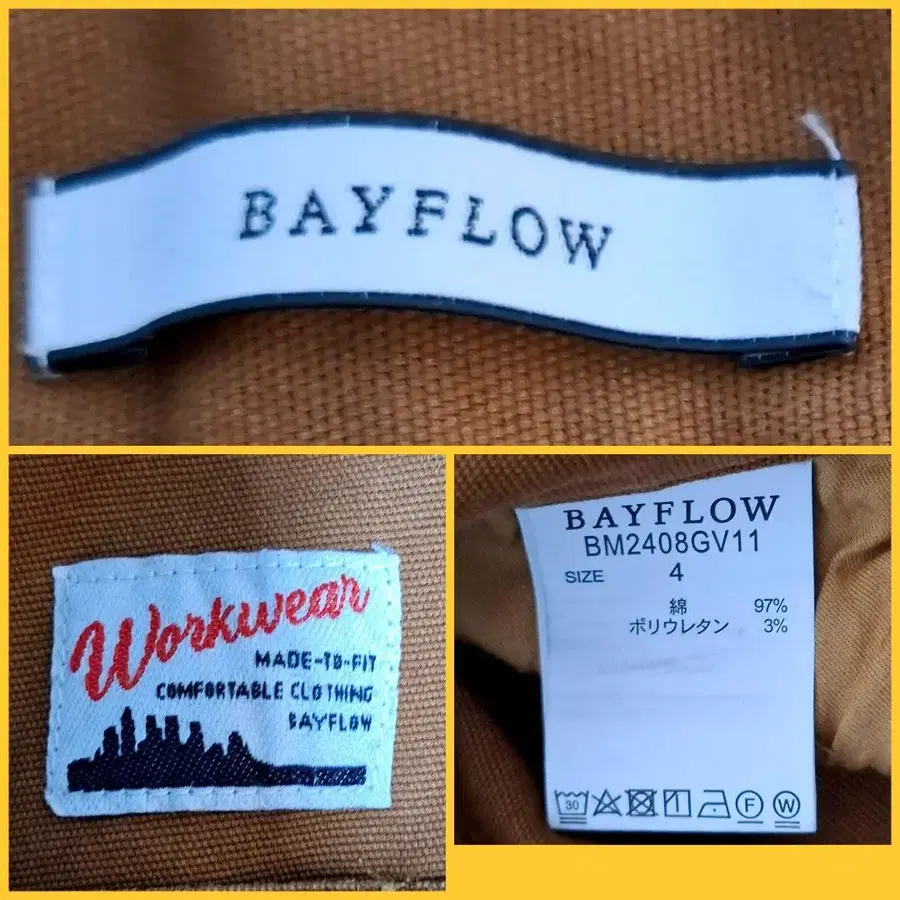 BAYFLOW
Workwear
MADE-TO-FIT
COMFORTABLE CLOTHING
BAYFLOW
BAYFLOW
BM2408GV11
SIZE 4
綿 97%
ポリウレタン 3%
30
F W